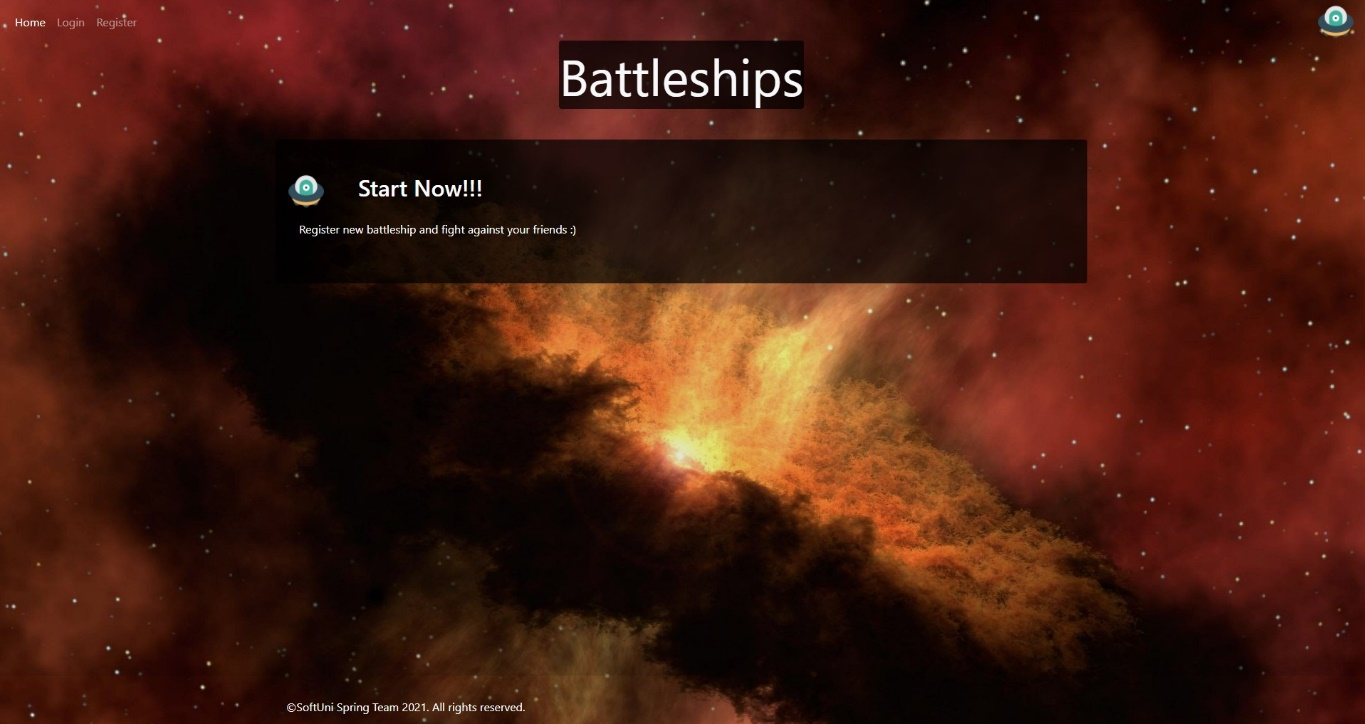 Home Login Register
Battleships
Start Now!!!
Register new battleship and fight against your friends :)
©SoftUni Spring Team 2021. All rights reserved.